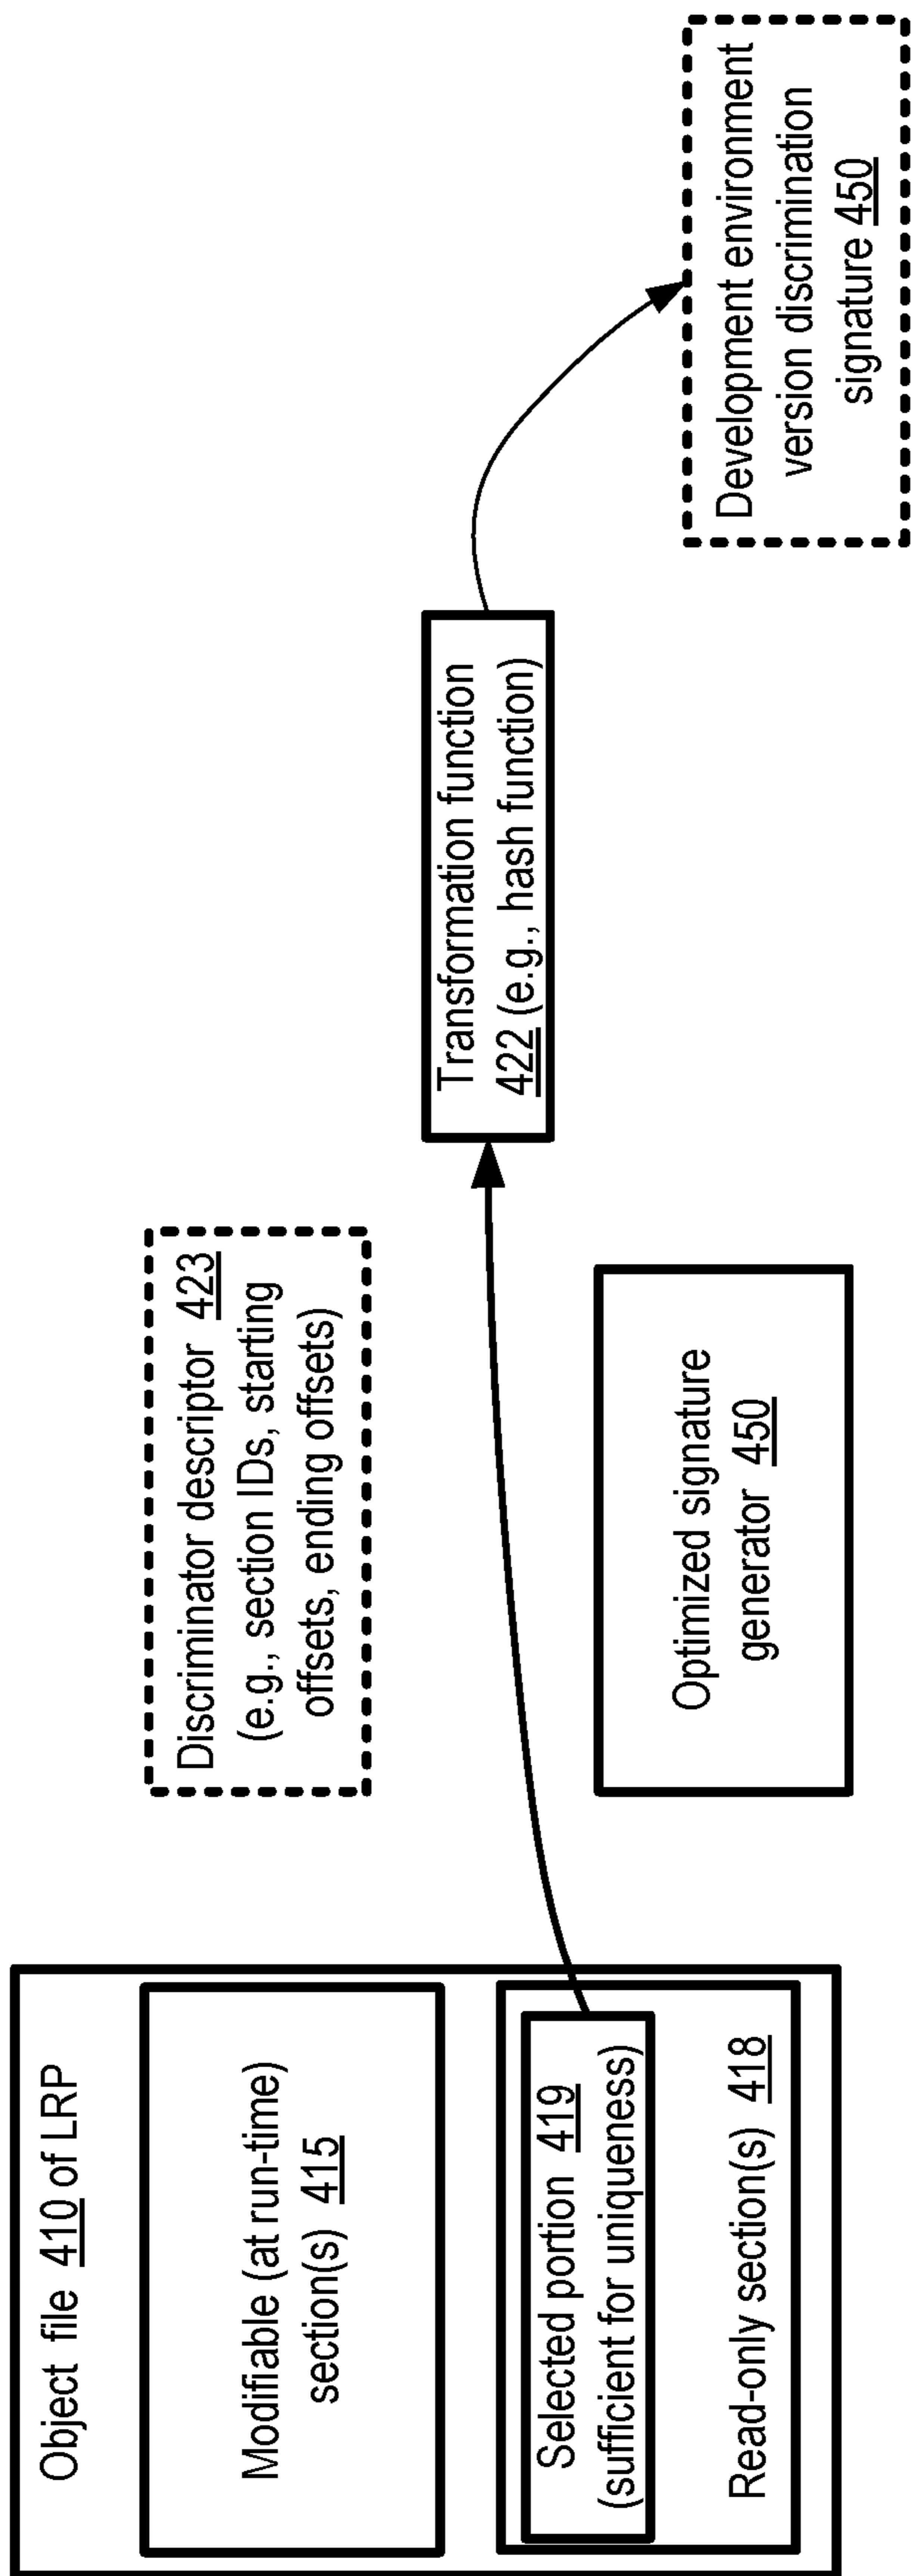 Object file 410 of LRP
Modifiable (at run-time)
section(s) 415
Selected portion 419
(sufficient for uniqueness)
Read-only section(s) 418
Discriminator descriptor 423
(e.g., section IDs, starting
offsets, ending offsets)
Optimized signature
generator 450
Transformation function
422 (e.g., hash function)
Development environment
version discrimination
signature 450